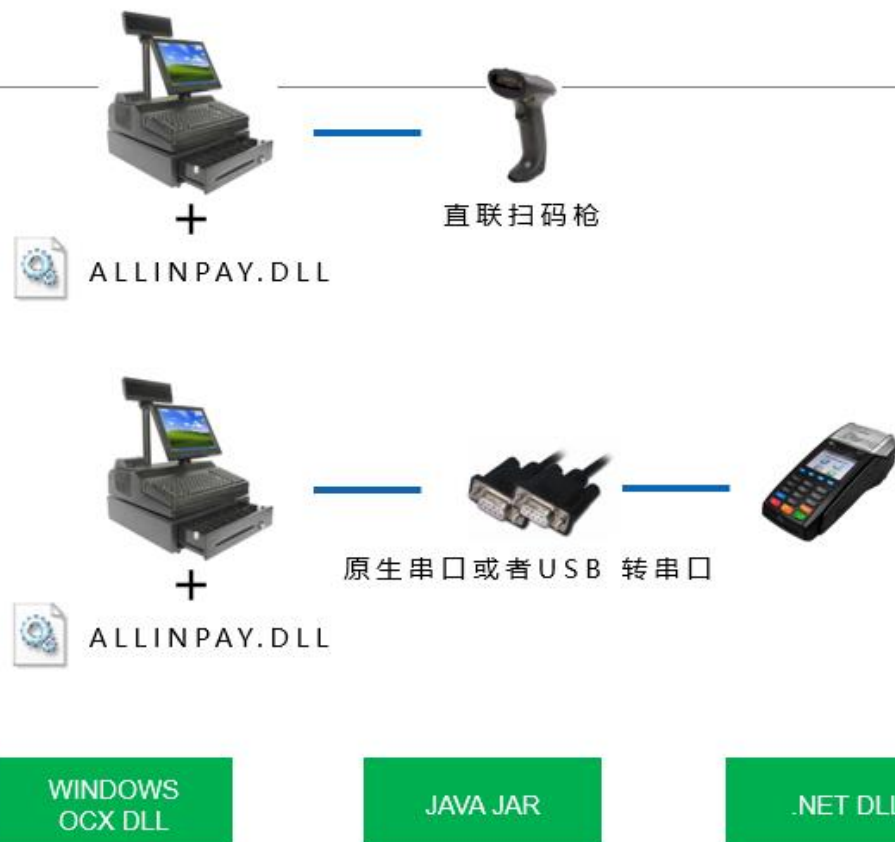 +
直联扫码枪
ALLINPAY.DLL
+
原生串口或者USB 转串口
ALLINPAY.DLL
WINDOWS
OCX DLL
JAVA JAR
.NET DLL